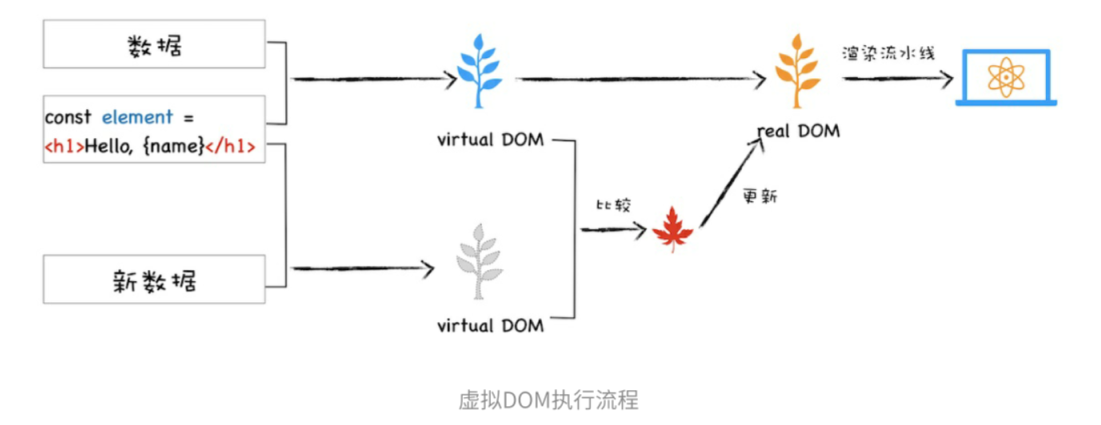 数据
const element =
<h1>Hello, {name}</h1>
新数据
virtual DOM
virtual DOM
比较
更新
real DOM
渲染流水线
虚拟DOM执行流程